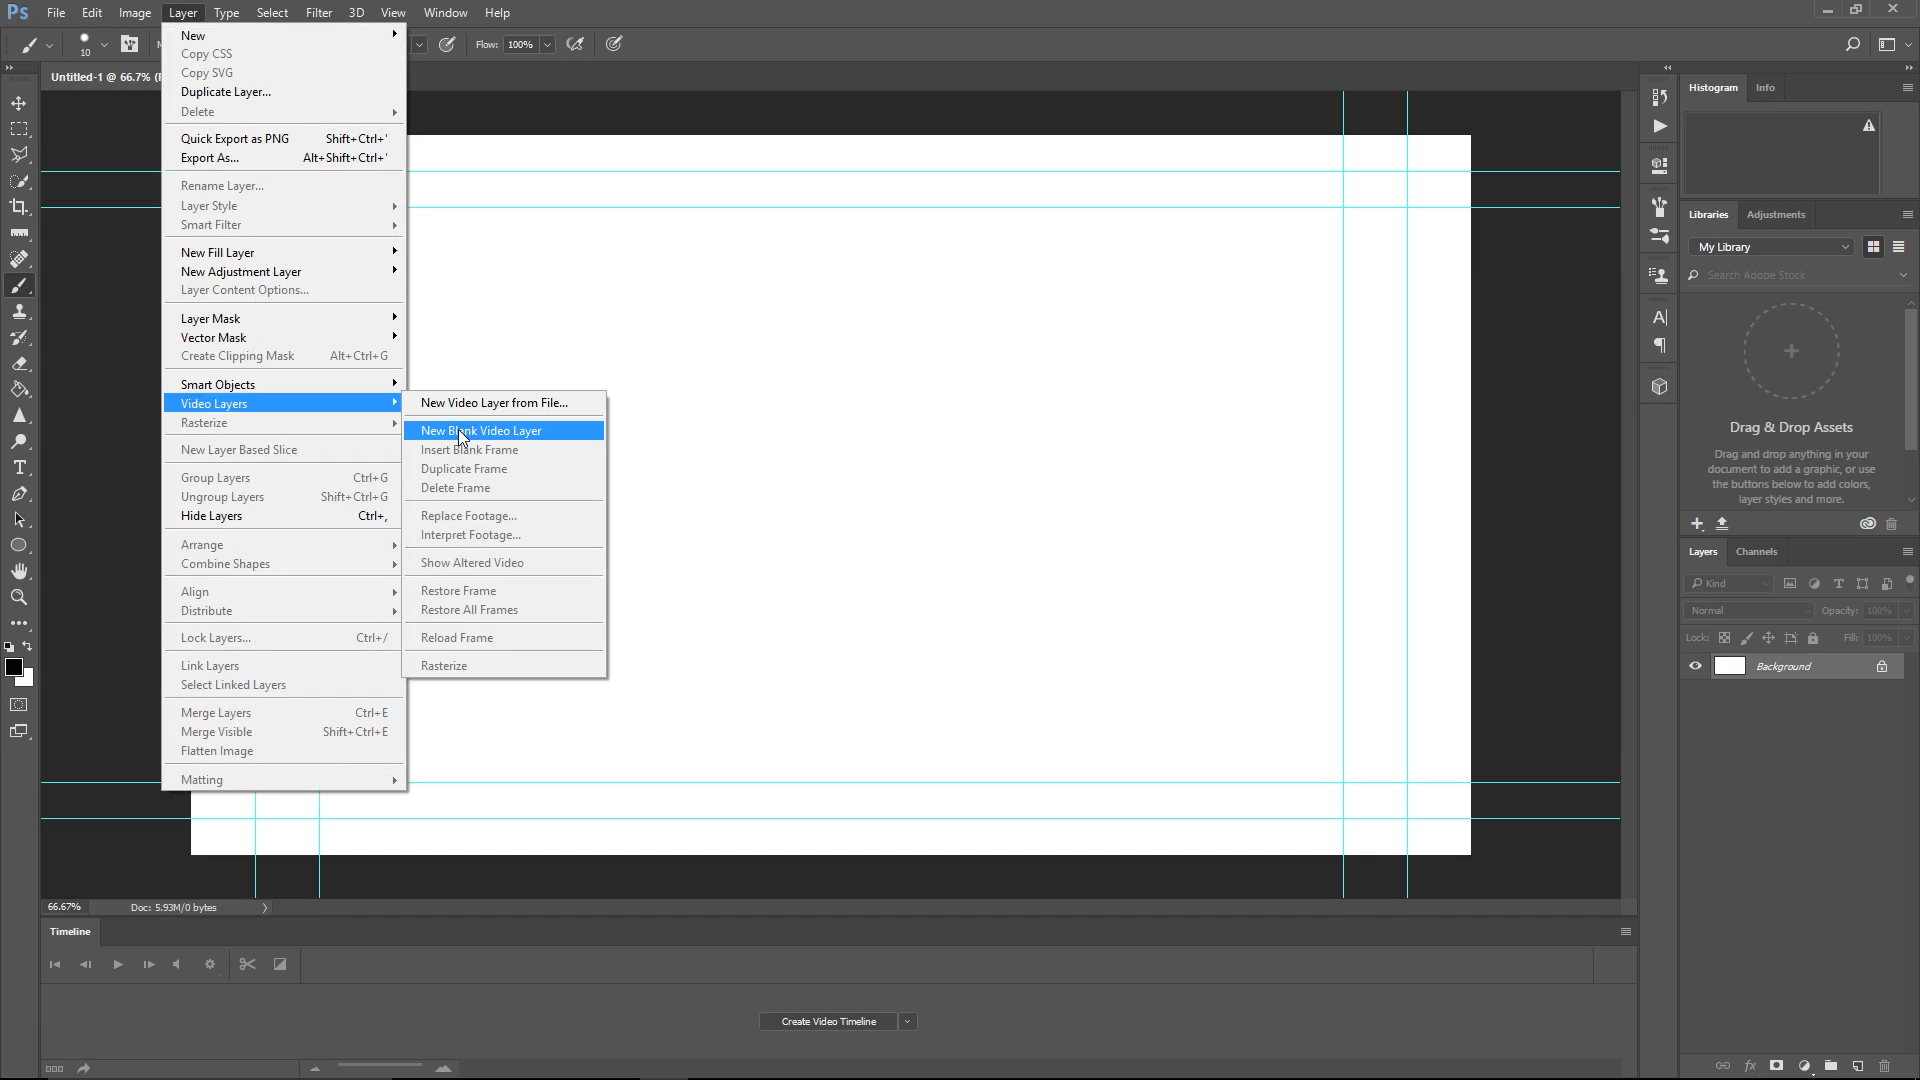 Ps File Edit Image Layer Type Select Filter 3D View Window Help
10 Flow: 100%
Untitled-1 @ 66.7%
New
Copy CSS
Copy SVG
Duplicate Layer...
Delete
Quick Export as PNG Shift+Ctrl+'
Export As... Alt+Shift+Ctrl+'
Rename Layer...
Layer Style
Smart Filter
New Fill Layer
New Adjustment Layer
Layer Content Options...
Layer Mask
Vector Mask
Create Clipping Mask Alt+Ctrl+G
Smart Objects
Video Layers
Rasterize
New Layer Based Slice
Group Layers Ctrl+G
Ungroup Layers Shift+Ctrl+G
Hide Layers Ctrl+,
Arrange
Combine Shapes
Align
Distribute
Lock Layers... Ctrl+/
Link Layers
Select Linked Layers
Merge Layers Ctrl+E
Merge Visible Shift+Ctrl+E
Flatten Image
Matting
New Video Layer from File...
New Blank Video Layer
Insert Blank Frame
Duplicate Frame
Delete Frame
Replace Footage...
Interpret Footage...
Show Altered Video
Restore Frame
Restore All Frames
Reload Frame
Rasterize
Histogram Info
Libraries Adjustments
My Library
Search Adobe Stock
Drag & Drop Assets
Drag and drop anything in your
document to add a graphic, or use
the buttons below to add colors,
layer styles and more.
Layers Channels
Kind
Normal Opacity: 100%
Lock: Fill: 100%
Background
66.67% Doc: 5.93M/0 bytes
Timeline
Create Video Timeline
fx